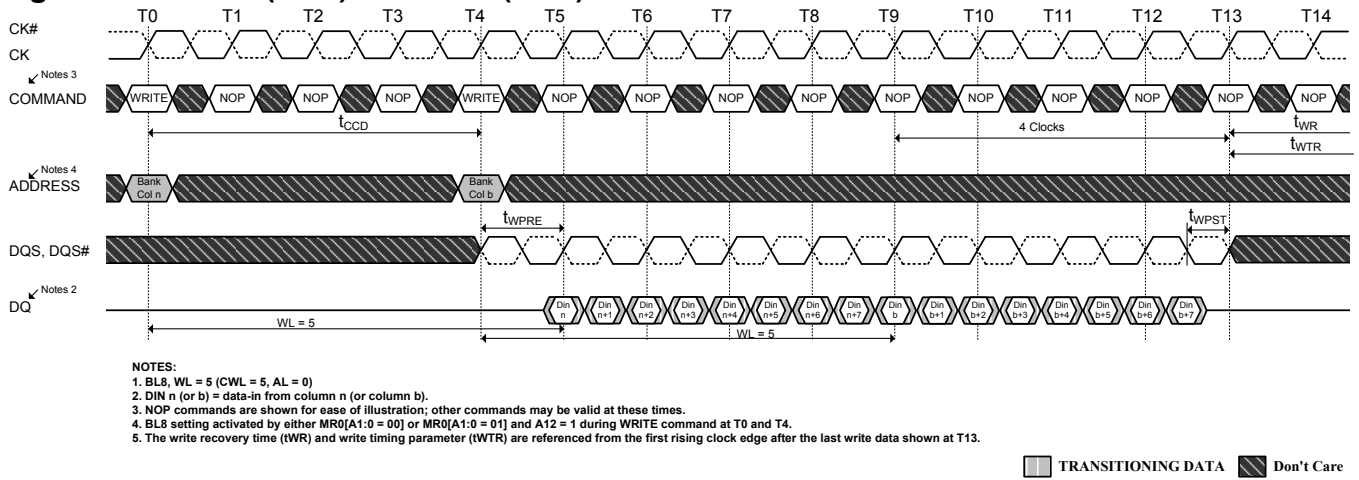 T0 T1 T2 T3 T4 T5 T6 T7 T8 T9 T10 T11 T12 T13 T14
CK#
CK
Notes 3
COMMAND WRITE NOP NOP NOP WRITE NOP NOP NOP NOP NOP NOP NOP NOP NOP NOP
tCCD 4 Clocks tWR
tWTR
Notes 4
ADDRESS Bank Col n Bank Col b
tWPRE tWPST
DQS, DQS#
Notes 2
DQ Din n Din n+1 Din n+2 Din n+3 Din n+4 Din n+5 Din n+6 Din n+7 Din b Din b+1 Din b+2 Din b+3 Din b+4 Din b+5 Din b+6 Din b+7
WL = 5 WL = 5
NOTES:
1. BL8, WL = 5 (CWL = 5, AL = 0)
2. DIN n (or b) = data-in from column n (or column b).
3. NOP commands are shown for ease of illustration; other commands may be valid at these times.
4. BL8 setting activated by either MR0[A1:0 = 00] or MR0[A1:0 = 01] and A12 = 1 during WRITE command at T0 and T4.
5. The write recovery time (tWR) and write timing parameter (tWTR) are referenced from the first rising clock edge after the last write data shown at T13.
TRANSITIONING DATA Don't Care